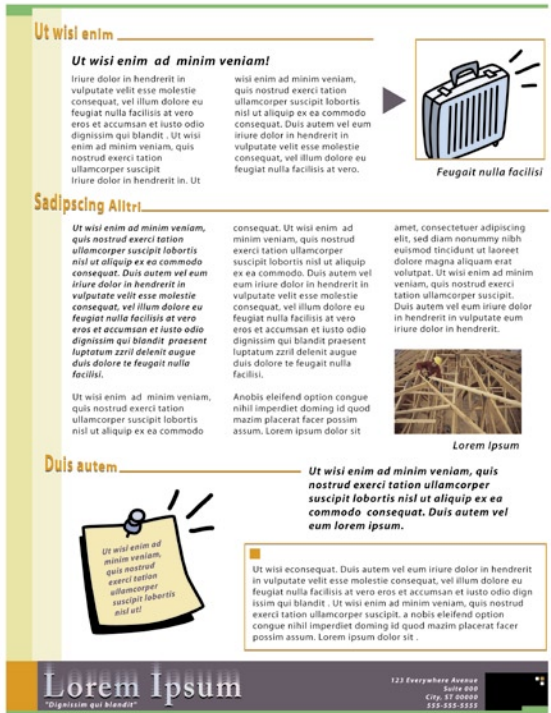 Ut wisi enim
Ut wisi enim ad minim veniam!
Iriure dolor in hendrerit in
vulputate velit esse molestie
consequat, vel illum dolore eu
feugiat nulla facilisis at vero
eros et accumsan et iusto odio
dignissim qui blandit . Ut wisi
enim ad minim veniam, quis
nostrud exerci tation
ullamcorper suscipit
Iriure dolor in hendrerit in. Ut
wisi enim ad minim veniam,
quis nostrud exerci tation
ullamcorper suscipit lobortis
nisl ut aliquip ex ea commodo
consequat. Duis autem vel eum
iriure dolor in hendrerit in
vulputate velit esse molestie
consequat, vel illum dolore eu
feugiat nulla facilisis at vero.
Feugait nulla facilisi
Sadipscing Alitri
Ut wisi enim ad minim veniam,
quis nostrud exerci tation
ullamcorper suscipit lobortis
nisl ut aliquip ex ea commodo
consequat. Duis autem vel eum
iriure dolor in hendrerit in
vulputate velit esse molestie
consequat, vel illum dolore eu
feugiat nulla facilisis at vero
eros et accumsan et iusto odio
dignissim qui blandit praesent
luptatum zzril delenit augue
duis dolore te feugait nulla
facilisi.
Ut wisi enim ad minim veniam,
quis nostrud exerci tation
ullamcorper suscipit lobortis
nisl ut aliquip ex ea commodo
consequat. Ut wisi enim ad
minim veniam, quis nostrud
exerci tation ullamcorper
suscipit lobortis nisl ut aliquip
ex ea commodo consequat.
Duis autem vel
eum iriure dolor in hendrerit in
vulputate velit esse molestie
consequat, vel illum dolore eu
feugiat nulla facilisis at vero
eros et accumsan et iusto odio
dignissim qui blandit praesent
luptatum zzril delenit augue
duis dolore te feugait nulla
facilisi.
Anobis eleifend option congue
nihil imperdiet doming id quod
mazim placerat facer possim
assum. Lorem ipsum dolor sit
amet, consectetuer adipiscing
elit, sed diam nonummy nibh
euismod tincidunt ut laoreet
dolore magna aliquam erat
volutpat. Ut wisi enim ad minim
veniam, quis nostrud exerci
tation ullamcorper suscipit.
Duis autem vel eum iriure dolor
in hendrerit in vulputate eum
iriure dolor in hendrerit.
Lorem Ipsum
Duis autem
Ut wisi enim ad minim veniam, quis
nostrud exerci tation ullamcorper
suscipit lobortis nisl ut aliquip ex ea
commodo consequat. Duis autem vel
eum lorem ipsum.
Ut wisi enim ad
minim veniam,
quis nostrud
exerci tation
ullamcorper
suscipit lobortis
nisl ut!
Ut wisi econsequat. Duis autem vel eum iriure dolor in hendrerit
in vulputate velit esse molestie consequat, vel illum dolore eu
feugiat nulla facilisis at vero eros et accumsan et iusto odio dign
issim qui blandit . Ut wisi enim ad minim veniam, quis nostrud
exerci tation ullamcorper suscipit lobortis. a nobis eleifend option
congue nihil imperdiet doming id quod mazim placerat facer
possim assum. Lorem ipsum dolor sit .
Lorem Ipsum
"Dignissim qui blandit"
123 Everywhere Avenue
Suite 000
City, ST 00000
555-555-5555